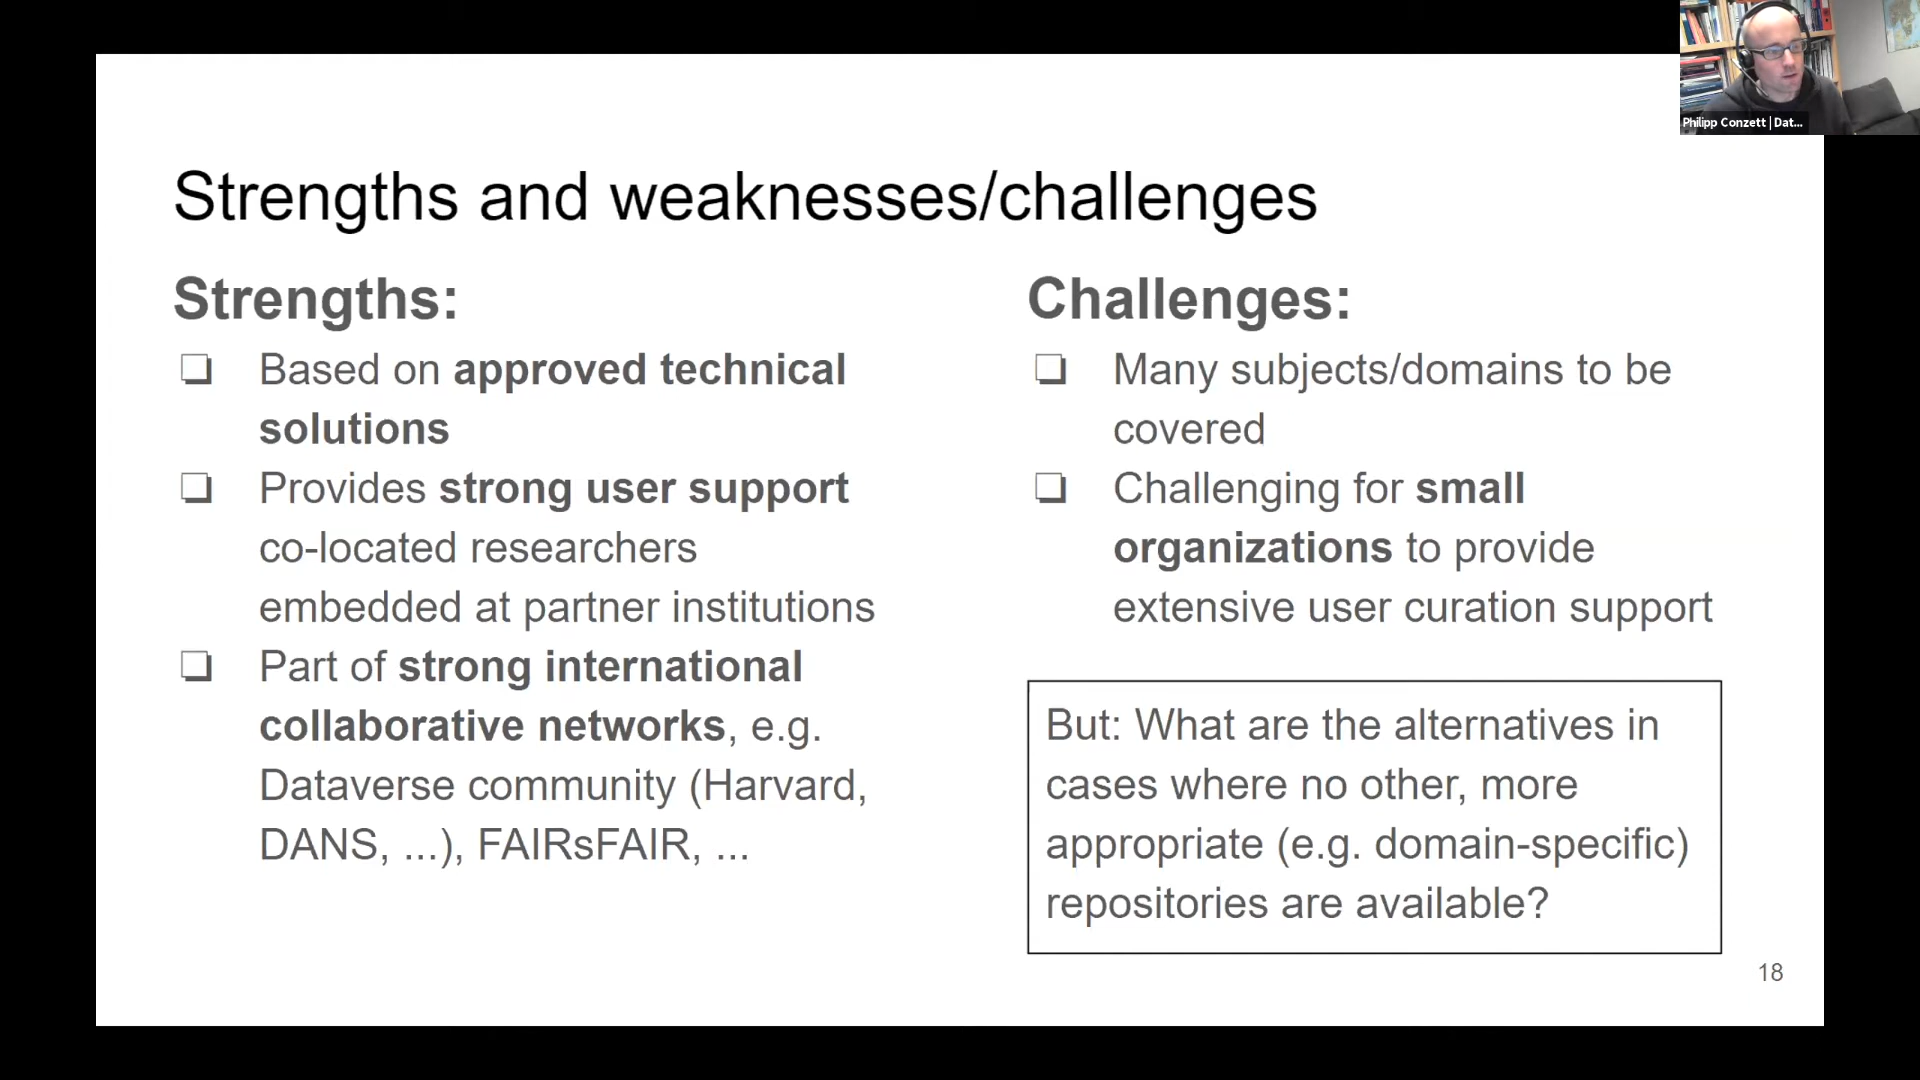 Philipp Conzett | Dat...
Strengths and weaknesses/challenges
Strengths:
❏ Based on approved technical
solutions
❏ Provides strong user support
co-located researchers
embedded at partner institutions
❏ Part of strong international
collaborative networks, e.g.
Dataverse community (Harvard,
DANS, ...), FAIRsFAIR, ...
Challenges:
❏ Many subjects/domains to be
covered
❏ Challenging for small
organizations to provide
extensive user curation support
But: What are the alternatives in
cases where no other, more
appropriate (e.g. domain-specific)
repositories are available?
18